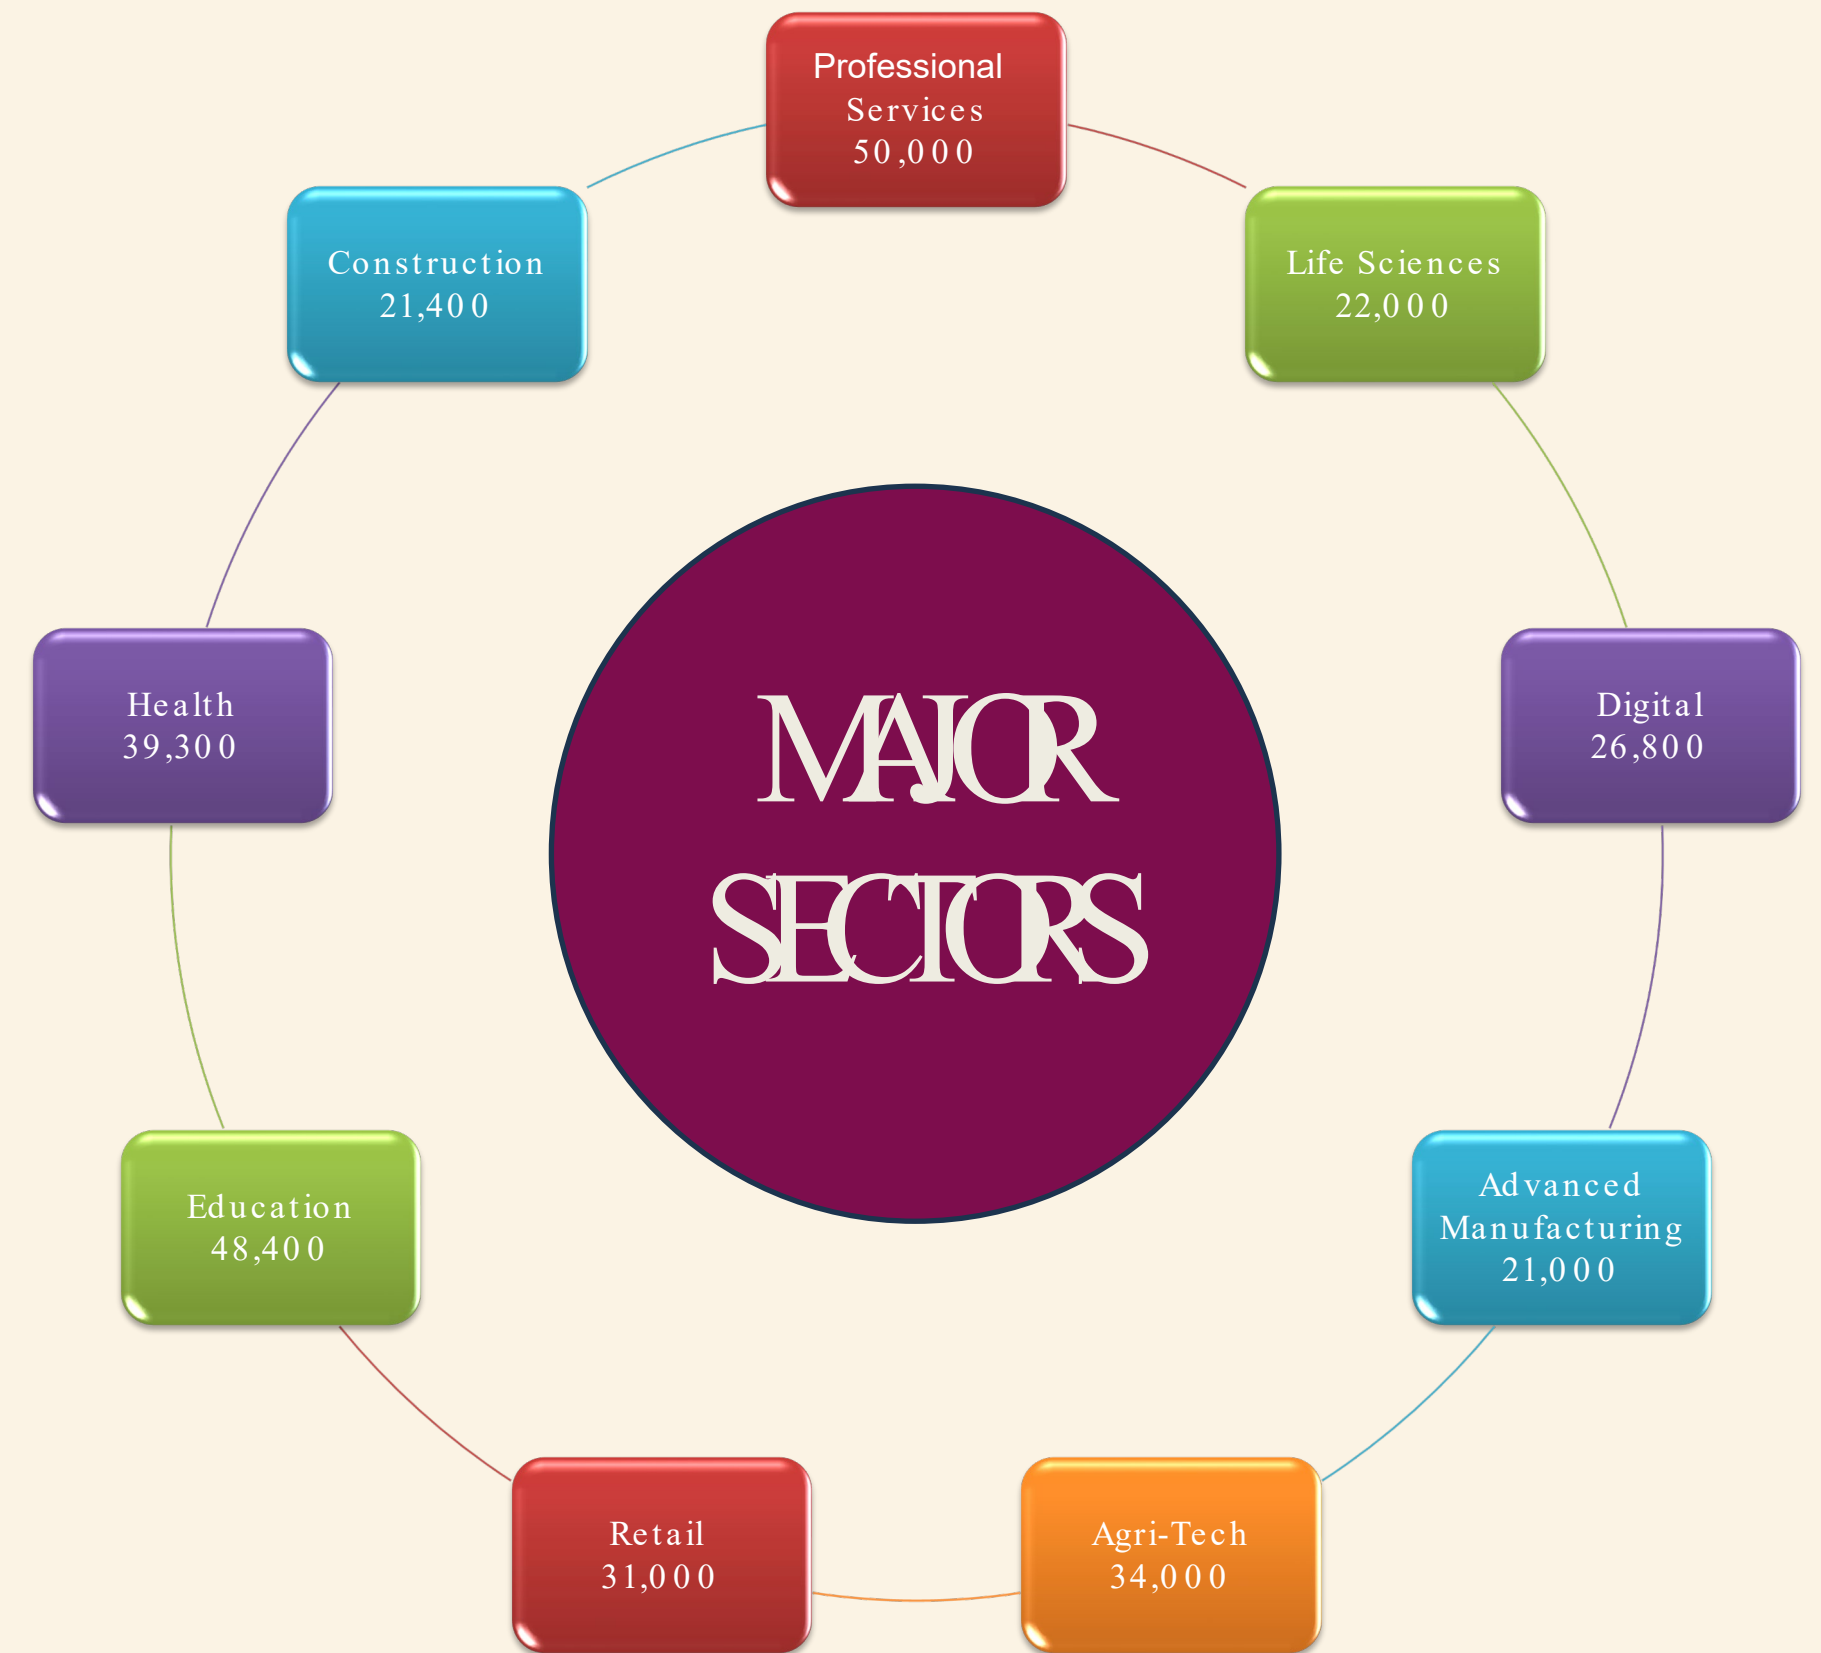 Professional
Services
50,000
Life Sciences
22,000
Digital
26,800
Advanced
Manufacturing
21,000
Agri-Tech
34,000
Retail
31,000
Education
48,400
Health
39,300
Construction
21,400
MAJOR
SECTORS